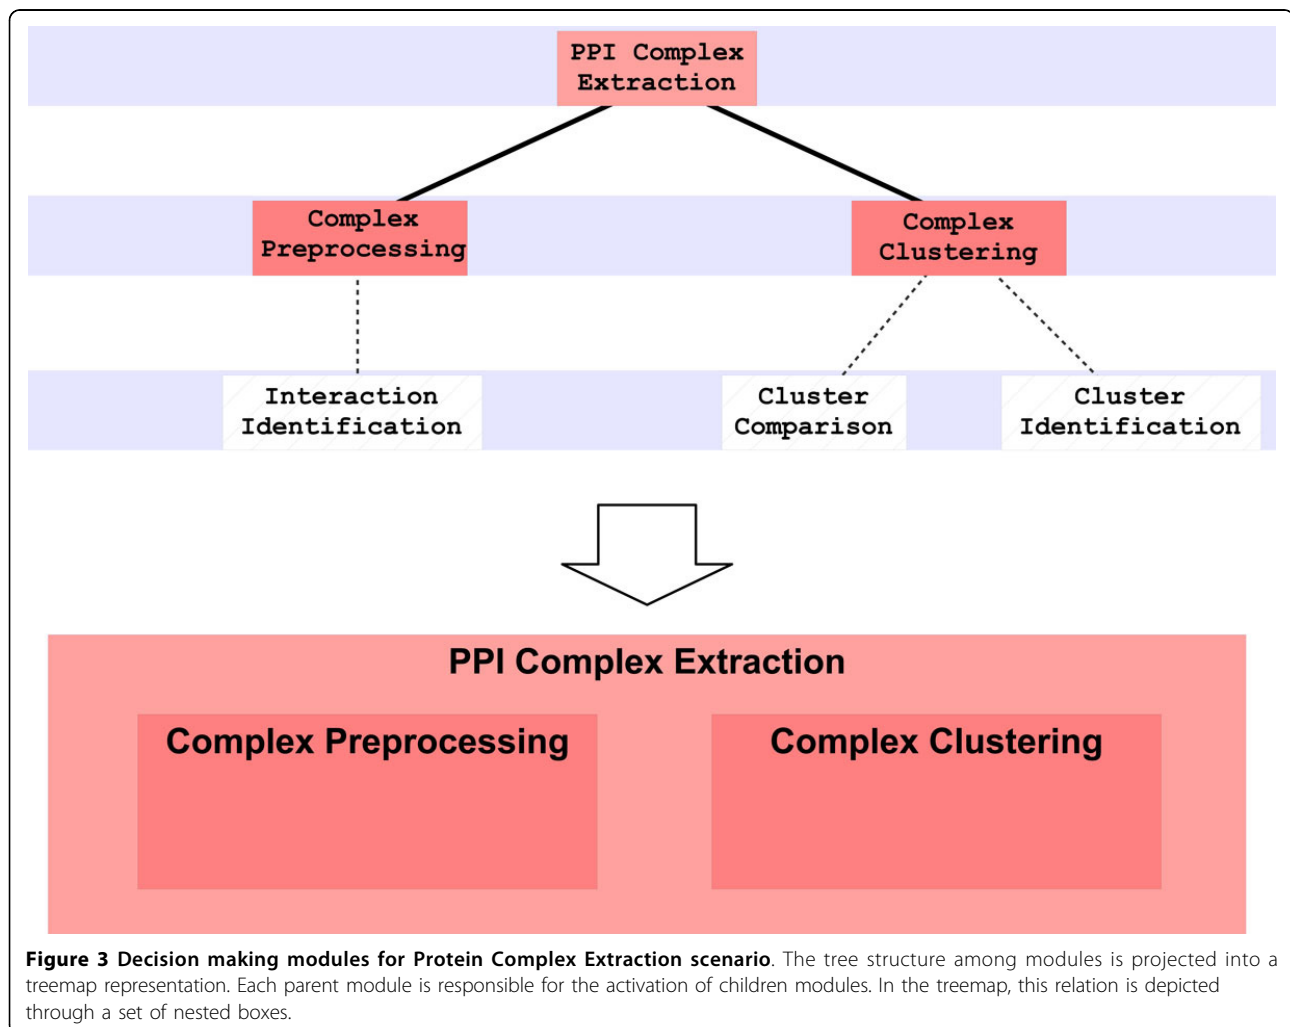 PPI Complex
Extraction
Complex
Preprocessing
Complex
Clustering
Interaction
Identification
Cluster
Comparison
Cluster
Identification
PPI Complex Extraction
Complex Preprocessing
Complex Clustering
Figure 3 Decision making modules for Protein Complex Extraction scenario. The tree structure among modules is projected into a
treemap representation. Each parent module is responsible for the activation of children modules. In the treemap, this relation is depicted
through a set of nested boxes.